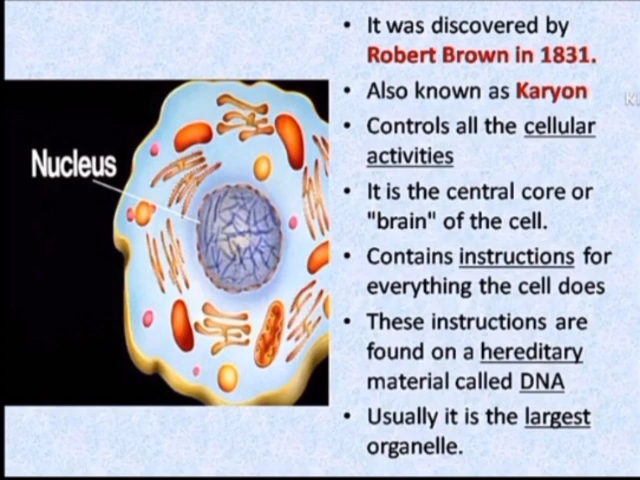 Nucleus
• It was discovered by
Robert Brown in 1831.
• Also known as Karyon
• Controls all the cellular
activities
• It is the central core or
"brain" of the cell.
• Contains instructions for
everything the cell does
• These instructions are
found on a hereditary
material called DNA
• Usually it is the largest
organelle.